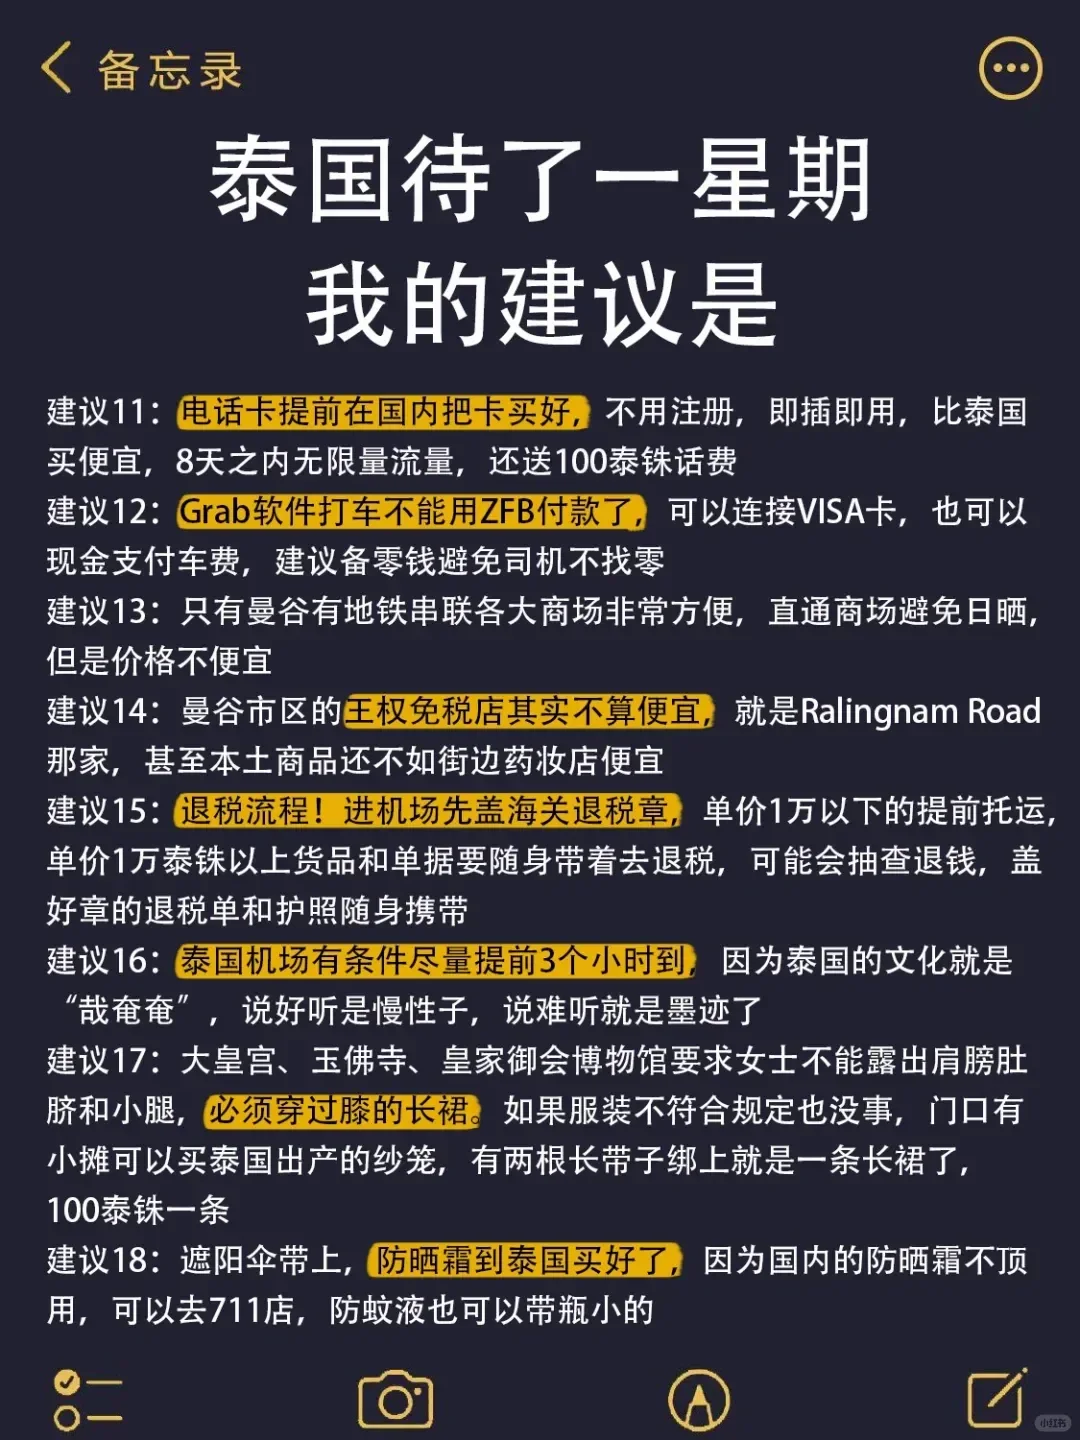 备忘录
泰国待了一星期
我的建议是
建议11：电话卡提前在国内把卡买好，不用注册，即插即用，比泰国
买便宜，8天之内无限量流量，还送100泰铢话费
建议12：Grab软件打车不能用ZFB付款了，可以连接VISA卡，也可以
现金支付车费，建议备零钱避免司机不找零
建议13：只有曼谷有地铁串联各大商场非常方便，直通商场避免日晒，
但是价格不便宜
建议14：曼谷市区的王权免税店其实不算便宜，就是Ralingnam Road
那家，甚至本土商品还不如街边药妆店便宜
建议15：退税流程！进机场先盖海关退税章，单价1万以下的提前托运，
单价1万泰铢以上货品和单据要随身带着去退税，可能会抽查退钱，盖
好章的退税单和护照随身携带
建议16：泰国机场有条件尽量提前3个小时到，因为泰国的文化就是
“哉奄奄”，说好听是慢性子，说难听就是墨迹了
建议17：大皇宫、玉佛寺、皇家御会博物馆要求女士不能露出肩膀肚
脐和小腿，必须穿过膝的长裙。如果服装不符合规定也没事，门口有
小摊可以买泰国出产的纱笼，有两根长带子绑上就是一条长裙了，
100泰铢一条
建议18：遮阳伞带上，防晒霜到泰国买好了，因为国内的防晒霜不顶
用，可以去711店，防蚊液也可以带瓶小的
小红书